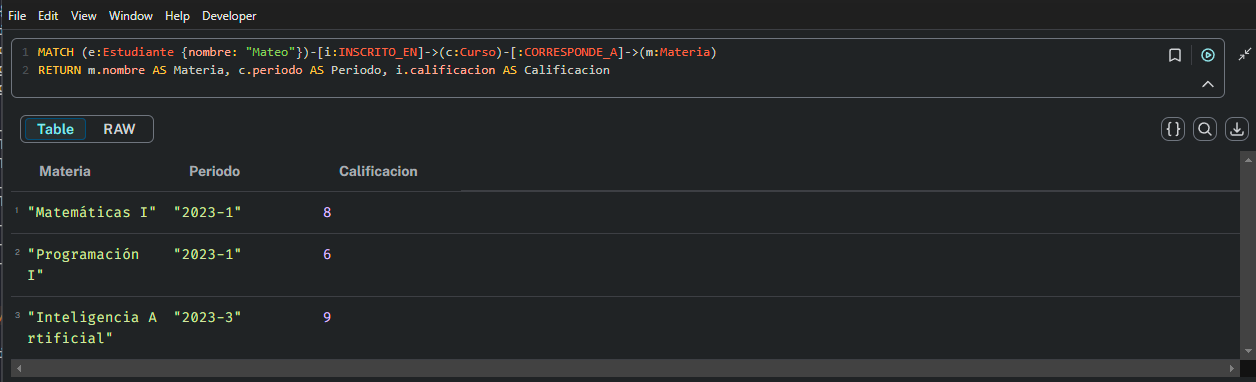 File Edit View Window Help Developer
1 MATCH (e:Estudiante {nombre: "Mateo"})-[i:INSCRITO_EN]->(c:Curso)-[:CORRESPONDE_A]->(m:Materia)
2 RETURN m.nombre AS Materia, c.periodo AS Periodo, i.calificacion AS Calificacion
Table RAW
Materia Periodo Calificacion
1 "Matemáticas I" "2023-1" 8
2 "Programación "2023-1" 6
I"
3 "Inteligencia A "2023-3" 9
rtificial"